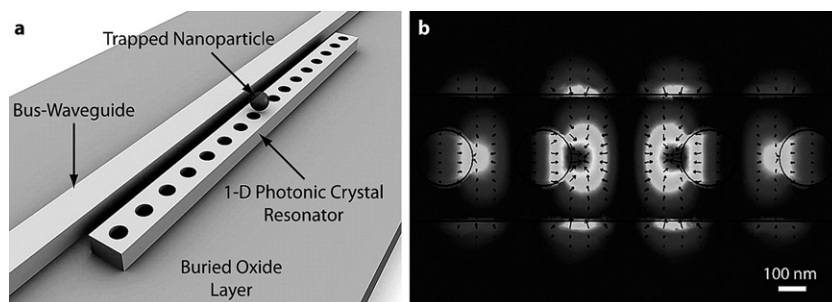 a
Trapped Nanoparticle
Bus-Waveguide
1-D Photonic Crystal
Resonator
Buried Oxide
Layer
b
100 nm